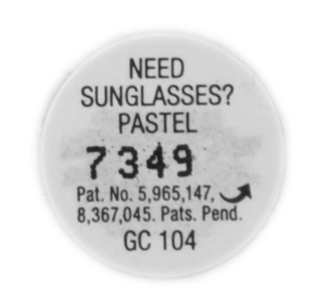 NEED
SUNGLASSES?
PASTEL
7349
Pat. No. 5,965,147,
8,367,045. Pats. Pend.
GC 104